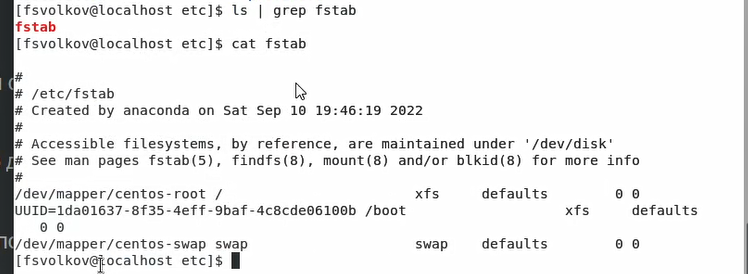 [fsvolkov@localhost etc]$ ls | grep fstab
fstab
[fsvolkov@localhost etc]$ cat fstab
#
# /etc/fstab
# Created by anaconda on Sat Sep 10 19:46:19 2022
#
# Accessible filesystems, by reference, are maintained under '/dev/disk'
# See man pages fstab(5), findfs(8), mount(8) and/or blkid(8) for more info
#
/dev/mapper/centos-root / xfs defaults 0 0
UUID=1da01637-8f35-4eff-9baf-4c8cde06100b /boot xfs defaults
0 0
/dev/mapper/centos-swap swap swap defaults 0 0
[fsvolkov@localhost etc]$